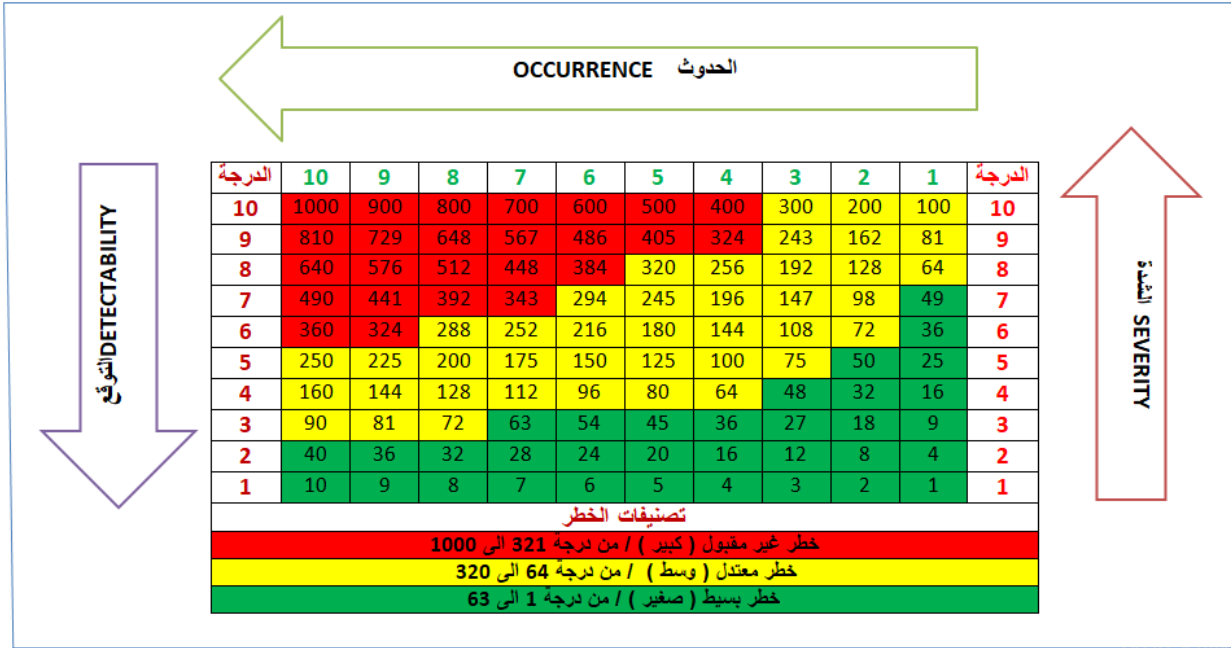 الحدوث OCCURRENCE
التوقع DETECTABILITY
الشدة SEVERITY
الدرجة 10 9 8 7 6 5 4 3 2 1 الدرجة
10 1000 900 800 700 600 500 400 300 200 100 10
9 810 729 648 567 486 405 324 243 162 81 9
8 640 576 512 448 384 320 256 192 128 64 8
7 490 441 392 343 294 245 196 147 98 49 7
6 360 324 288 252 216 180 144 108 72 36 6
5 250 225 200 175 150 125 100 75 50 25 5
4 160 144 128 112 96 80 64 48 32 16 4
3 90 81 72 63 54 45 36 27 18 9 3
2 40 36 32 28 24 20 16 12 8 4 2
1 10 9 8 7 6 5 4 3 2 1 1
تصنيفات الخطر
خطر غير مقبول ( كبير ) / من درجة 321 الى 1000
خطر معتدل ( وسط ) / من درجة 64 الى 320
خطر بسيط ( صغير ) / من درجة 1 الى 63